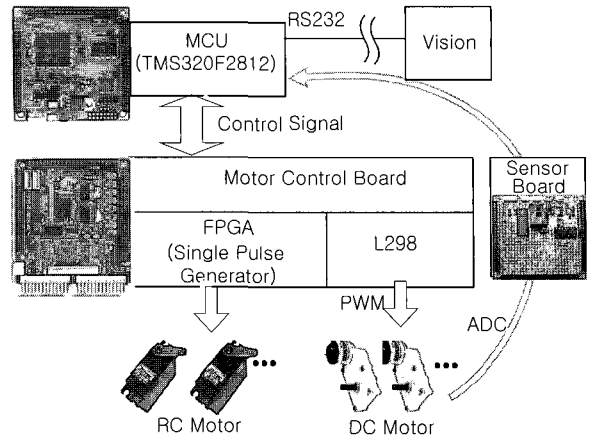 MCU
(TMS320F2812)
RS232
Vision
Control Signal
Motor Control Board
Sensor
Board
FPGA
(Single Pulse
Generator)
L298
PWM
ADC
RC Motor
DC Motor